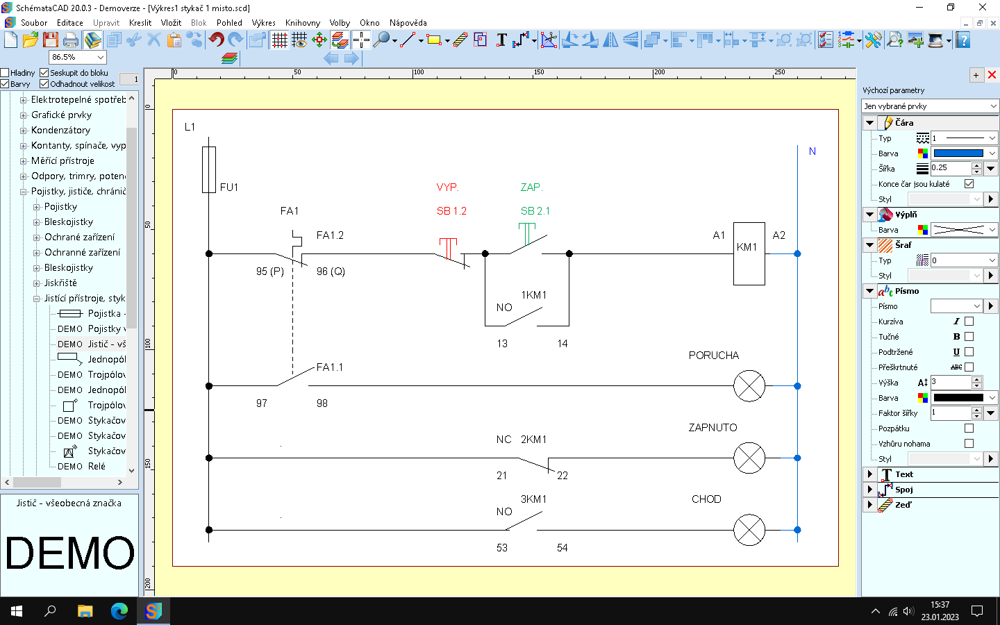 SchémataCAD 20.0.3 - Demoverze - [Výkres1 stykač 1 misto.scd]
Soubor Editace Upravit Kreslit Vložit Blok Pohled Výkres Knihovny Volby Okno Nápověda
86.5%
Hladiny Seskupit do bloku
Barvy Odhadnout velikost 1
Elektrotepelné spotřeb
Grafické prvky
Kondenzátory
Kontanty, spínače, vyp
Měřící přístroje
Odpory, trimry, poten
Pojistky, jističe, chránič
Pojistky
Bleskojistky
Ochrané zařízení
Ochranné zařízení
Bleskojistky
Jiskřiště
Jistící přístroje, styk
Pojistka -
DEMO Pojistky v
DEMO Jistič - vš
Jednopól
DEMO Trojpólov
DEMO Jednopól
Trojpólov
DEMO Stykačov
DEMO Stykačov
Stykačov
DEMO Relé
Jistič - všeobecná značka
DEMO
0 50 100 150 200 250
0
50
100
150
200
L1
N
FU1
VYP.
ZAP.
FA1
SB 1.2
SB 2.1
FA1.2
A1
A2
KM1
95 (P)
96 (Q)
1KM1
NO
13
14
PORUCHA
FA1.1
97
98
ZAPNUTO
NC 2KM1
21
22
3KM1
CHOD
NO
53
54
Výchozí parametry
Jen vybrané prvky
Čára
Typ 1
Barva
Šířka 0.25
Konce čar jsou kulaté
Styl
Výplň
Barva
Šraf
Typ 0
Styl
abc Písmo
Písmo
Kurzíva I
Tučné B
Podtržené U
Přeškrtnuté ABC
Výška A 3
Barva
Faktor šířky 1
Pozpátku
Vzhůru nohama
Styl
T Text
Spoj
Zeď
15:37
23.01.2023